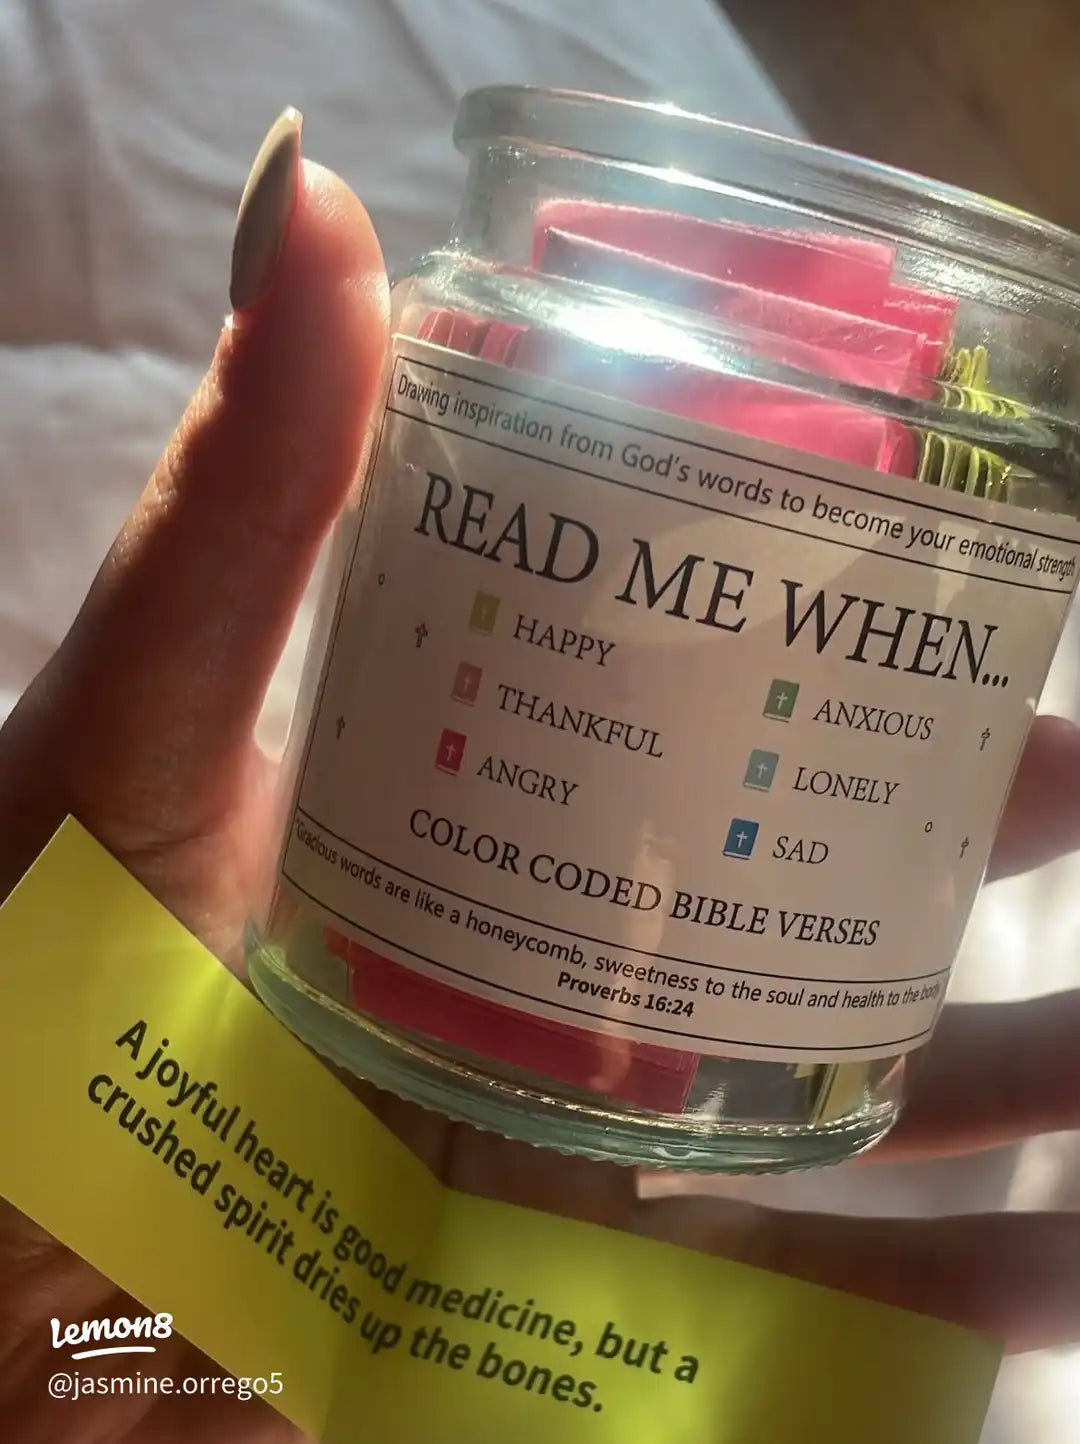 Drawing inspiration from God's words to become your emotional strength
READ ME WHEN...
HAPPY
THANKFUL
ANGRY
ANXIOUS
LONELY
SAD
COLOR CODED BIBLE VERSES
"Gracious words are like a honeycomb, sweetness to the soul and health to the body
Proverbs 16:24
A joyful heart is good medicine, but a
crushed spirit dries up the bones.
Lemon8
@jasmine.orrego5